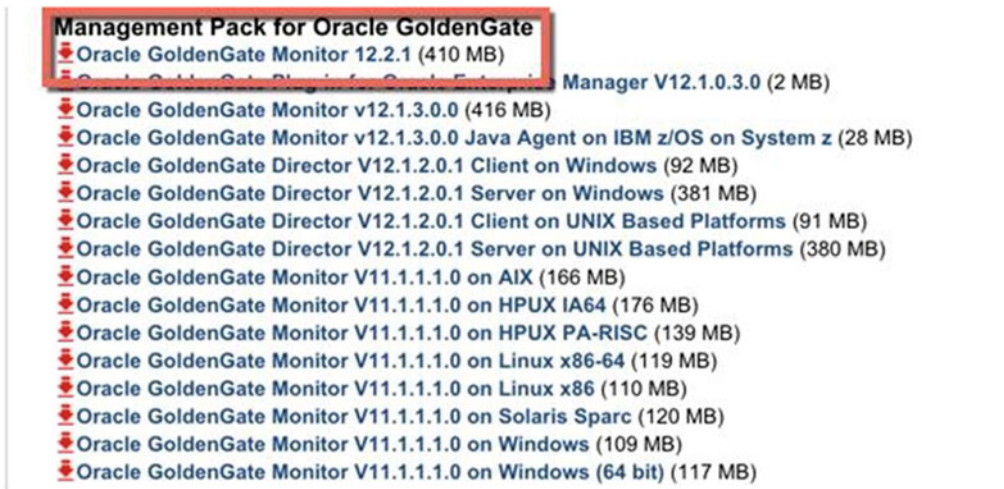 Management Pack for Oracle GoldenGate
Oracle GoldenGate Monitor 12.2.1 (410 MB)
Oracle GoldenGate Plug-in for Oracle Enterprise Manager V12.1.0.3.0 (2 MB)
Oracle GoldenGate Monitor v12.1.3.0.0 (416 MB)
Oracle GoldenGate Monitor v12.1.3.0.0 Java Agent on IBM z/OS on System z (28 MB)
Oracle GoldenGate Director V12.1.2.0.1 Client on Windows (92 MB)
Oracle GoldenGate Director V12.1.2.0.1 Server on Windows (381 MB)
Oracle GoldenGate Director V12.1.2.0.1 Client on UNIX Based Platforms (91 MB)
Oracle GoldenGate Director V12.1.2.0.1 Server on UNIX Based Platforms (380 MB)
Oracle GoldenGate Monitor V11.1.1.1.0 on AIX (166 MB)
Oracle GoldenGate Monitor V11.1.1.1.0 on HPUX IA64 (176 MB)
Oracle GoldenGate Monitor V11.1.1.1.0 on HPUX PA-RISC (139 MB)
Oracle GoldenGate Monitor V11.1.1.1.0 on Linux x86-64 (119 MB)
Oracle GoldenGate Monitor V11.1.1.1.0 on Linux x86 (110 MB)
Oracle GoldenGate Monitor V11.1.1.1.0 on Solaris Sparc (120 MB)
Oracle GoldenGate Monitor V11.1.1.1.0 on Windows (109 MB)
Oracle GoldenGate Monitor V11.1.1.1.0 on Windows (64 bit) (117 MB)